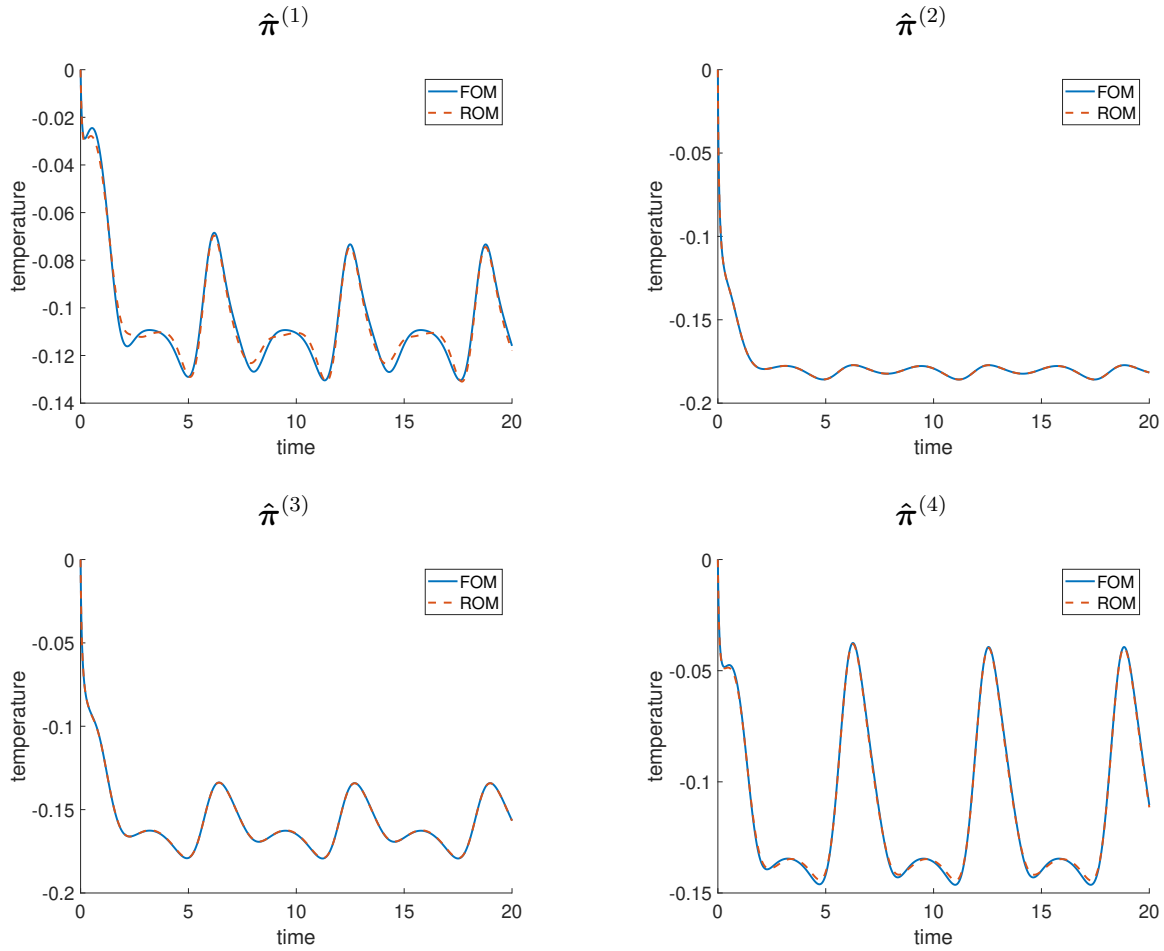 π̂⁽¹⁾
0
-0.02
-0.04
-0.06
-0.08
-0.1
-0.12
-0.14
temperature
FOM
ROM
0 5 10 15 20
time
π̂⁽²⁾
0
-0.05
-0.1
-0.15
-0.2
temperature
FOM
ROM
0 5 10 15 20
time
π̂⁽³⁾
0
-0.05
-0.1
-0.15
-0.2
temperature
FOM
ROM
0 5 10 15 20
time
π̂⁽⁴⁾
0
-0.05
-0.1
-0.15
temperature
FOM
ROM
0 5 10 15 20
time